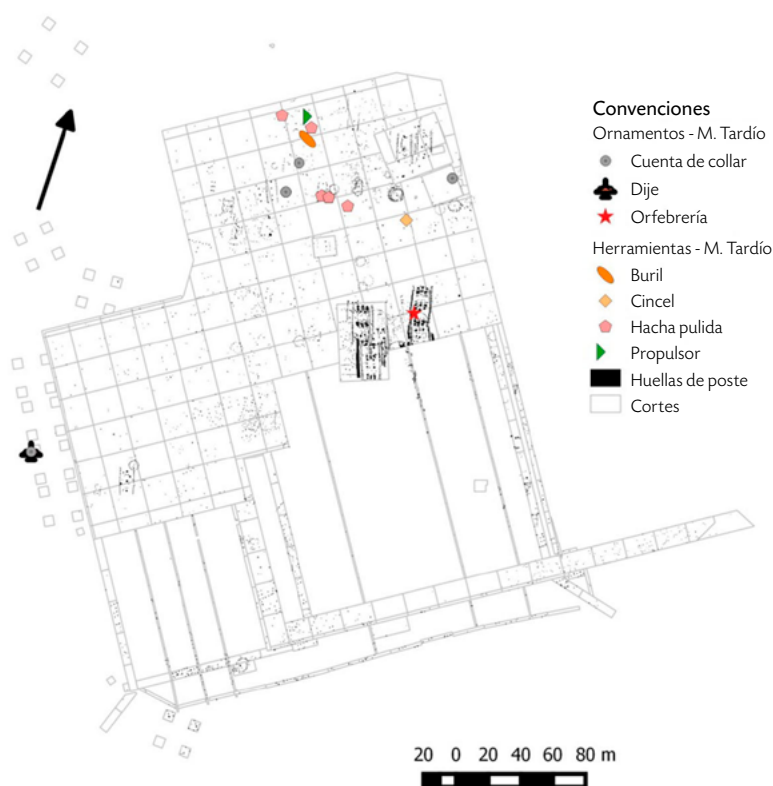 Convenciones
Ornamentos - M. Tardío
Cuenta de collar
Dije
Orfebrería
Herramientas - M. Tardío
Buril
Cincel
Hacha pulida
Propulsor
Huellas de poste
Cortes
20 0 20 40 60 80 m